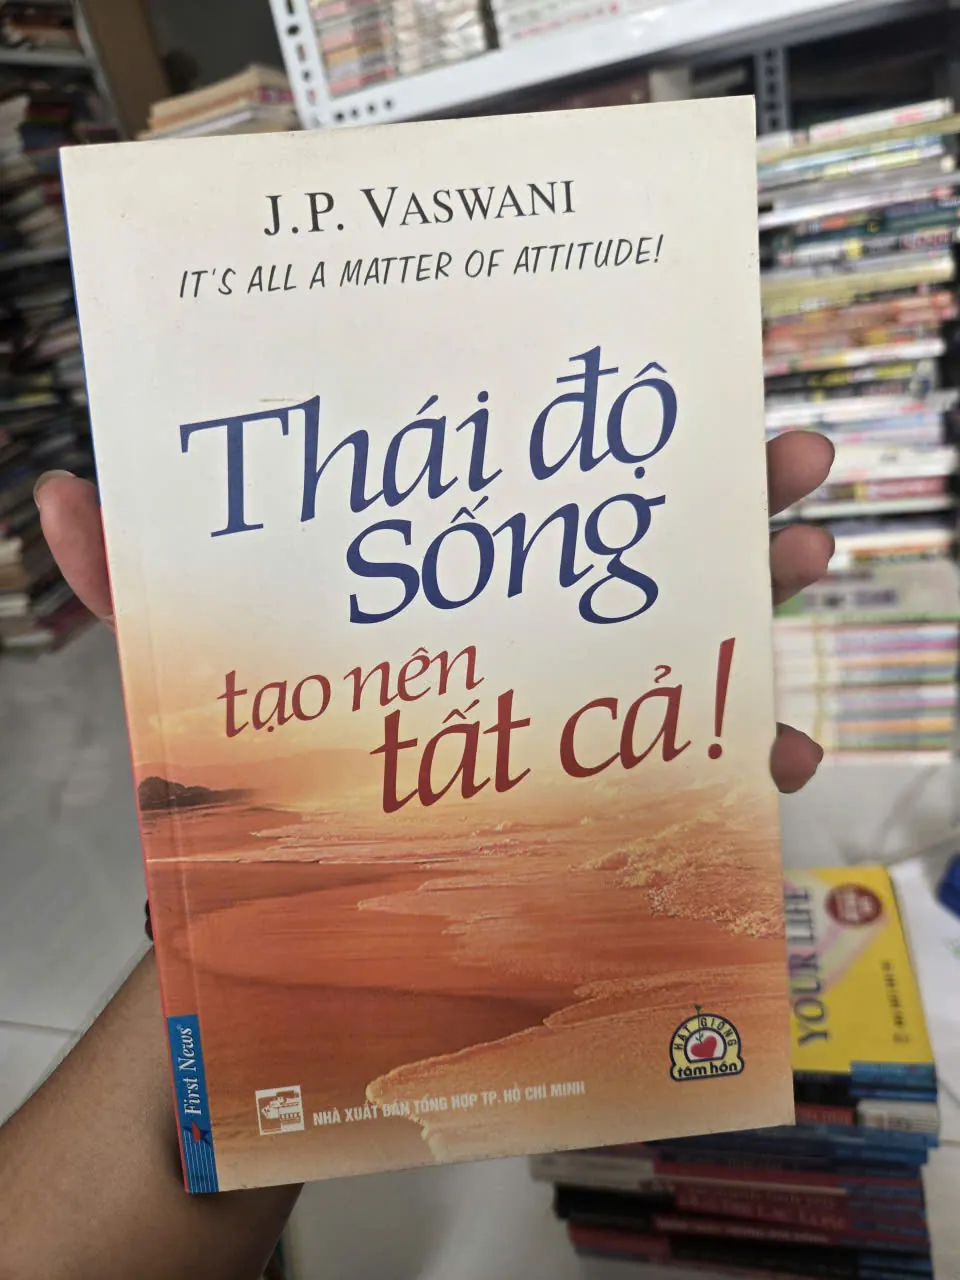 J.P. VASWANI
IT'S ALL A MATTER OF ATTITUDE!
Thái độ
sống
tạo nên
tất cả!
HẠT GIỐNG
tâm hồn
First News
NHÀ XUẤT BẢN TỔNG HỢP TP. HỒ CHÍ MINH
YOUR LIFE